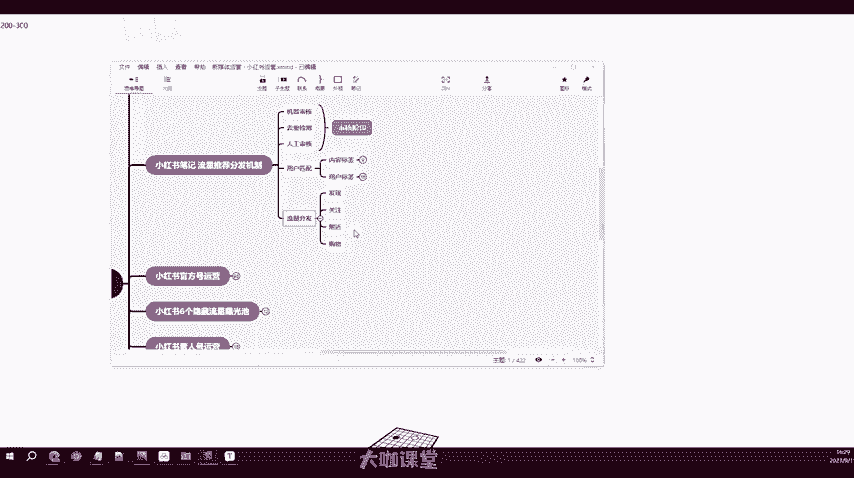 200-300
文件 编辑 插入 查看 帮助 新媒体运营 - 小红书运营.xmind - 已编辑
思维导图 大纲 主题 子主题 联系 概要 外框 笔记 ZEN 分享 图标 格式
机器审核
去重检测
人工审核
审核阶段
小红书笔记 流量推荐分发机制
用户匹配
内容标签
用户标签
流量分发
发现
关注
附近
购物
小红书官方号运营
小红书6个隐藏流量曝光池
小红书素人号运营
主题: 1 / 422
100%
大咖课堂
16:29